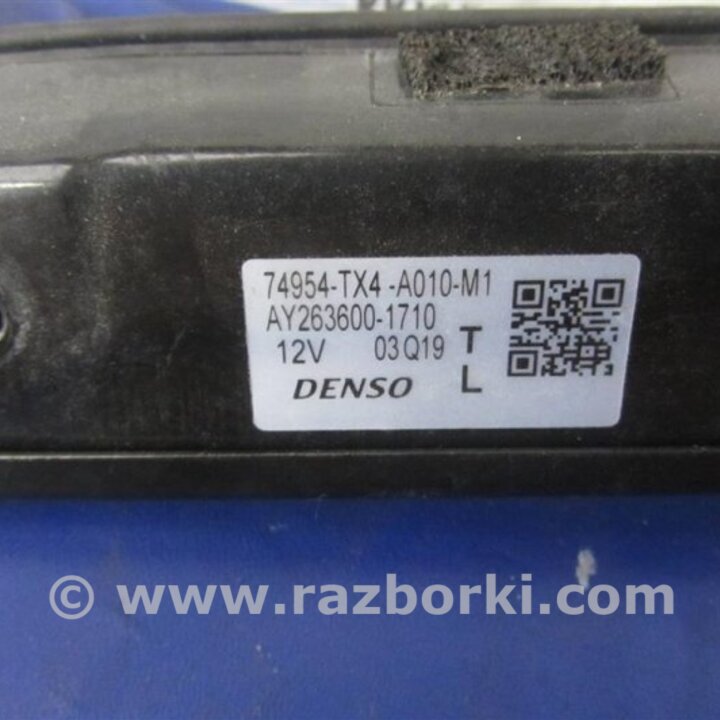 74954-TX4 -A010-M1
AY263600-1710
12V 03Q19 T
DENSO L
© www.razborki.com